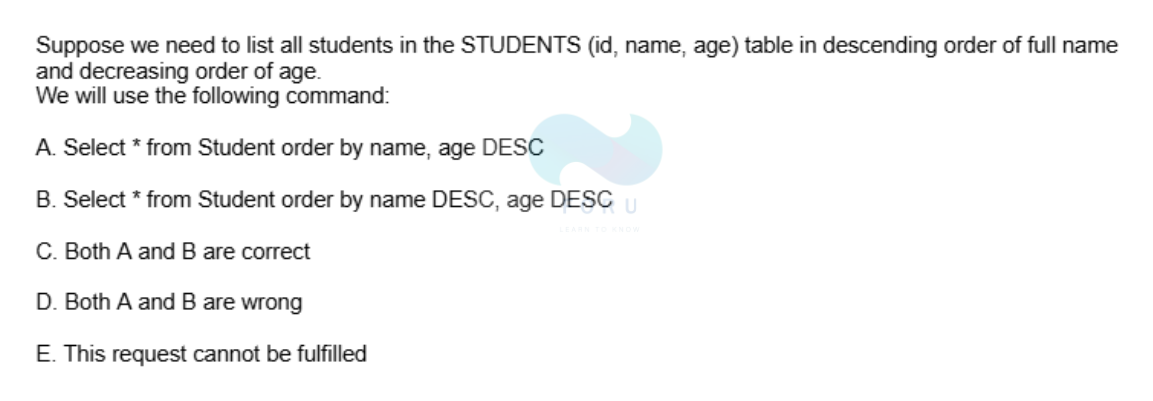 Suppose we need to list all students in the STUDENTS (id, name, age) table in descending order of full name
and decreasing order of age.
We will use the following command:
A. Select * from Student order by name, age DESC
B. Select * from Student order by name DESC, age DESC
C. Both A and B are correct
D. Both A and B are wrong
E. This request cannot be fulfilled